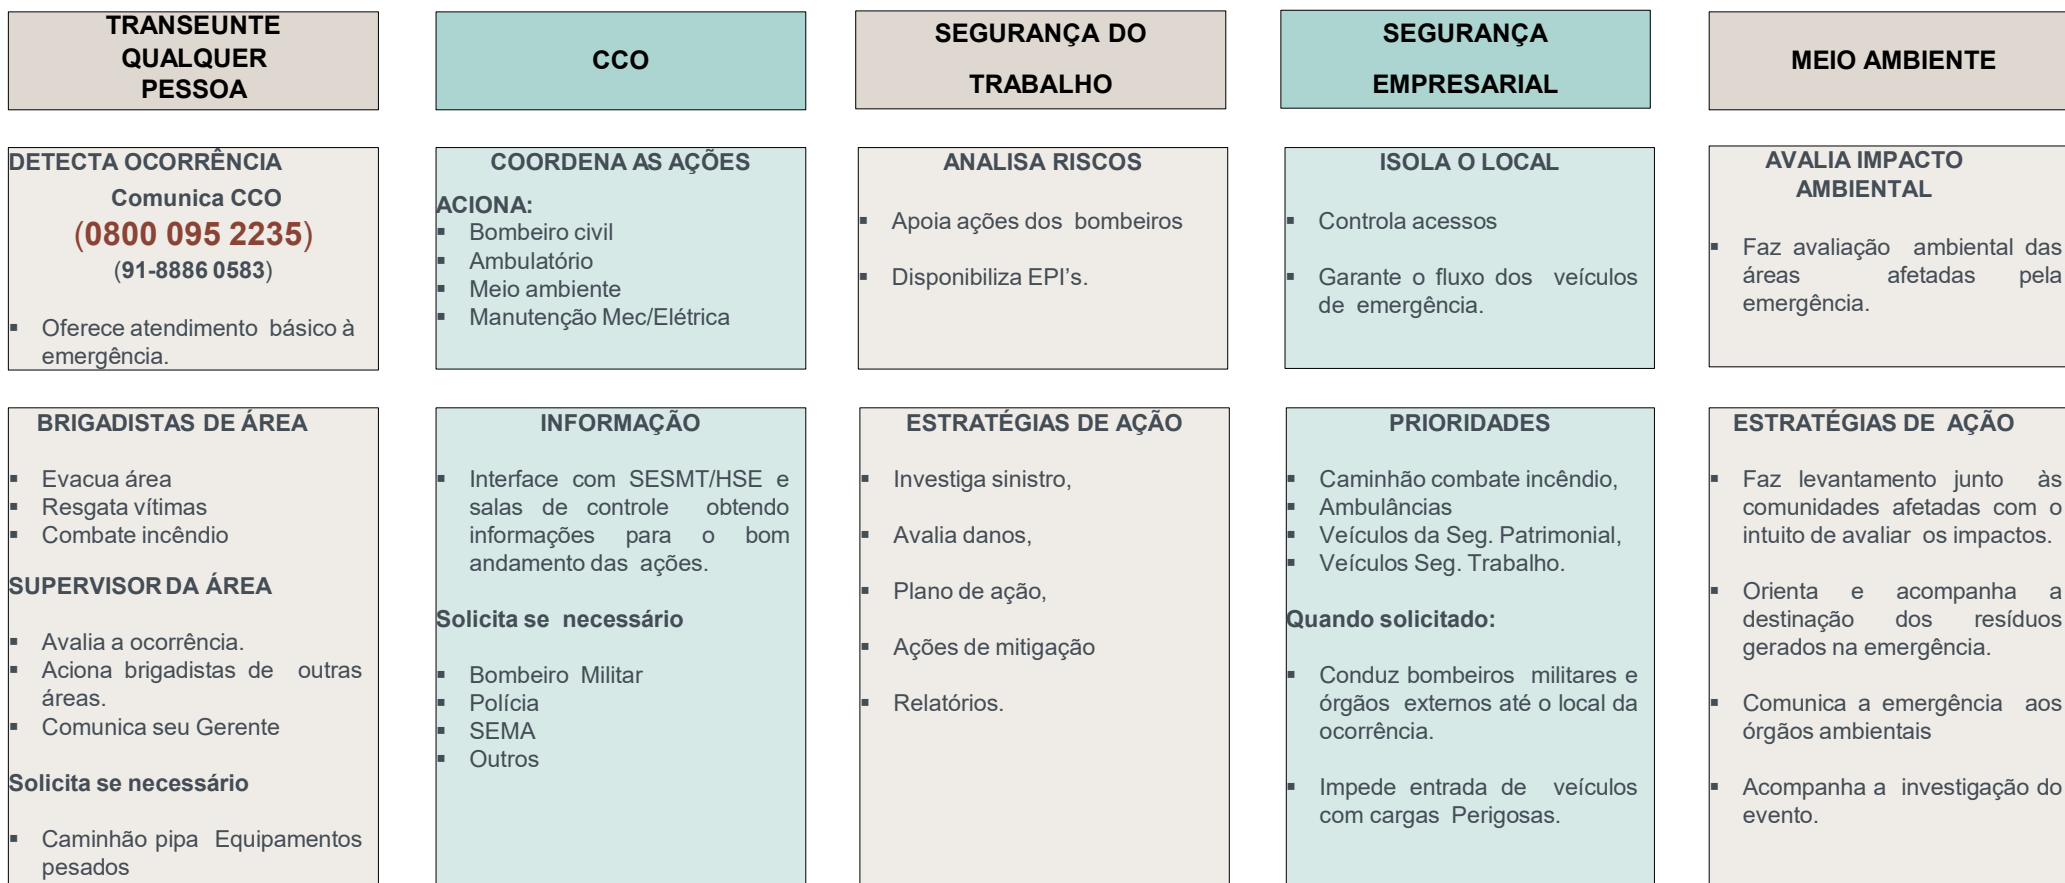 TRANSEUNTE
QUALQUER
PESSOA
DETECTA OCORRÊNCIA
Comunica CCO
(0800 095 2235)
(91-8886 0583)
▪ Oferece atendimento básico à
emergência.
BRIGADISTAS DE ÁREA
▪ Evacua área
▪ Resgata vítimas
▪ Combate incêndio
SUPERVISOR DA ÁREA
▪ Avalia a ocorrência.
▪ Aciona brigadistas de outras
áreas.
▪ Comunica seu Gerente
Solicita se necessário
▪ Caminhão pipa Equipamentos
pesados
CCO
COORDENA AS AÇÕES
ACIONA:
▪ Bombeiro civil
▪ Ambulatório
▪ Meio ambiente
▪ Manutenção Mec/Elétrica
INFORMAÇÃO
▪ Interface com SESMT/HSE e
salas de controle obtendo
informações para o bom
andamento das ações.
Solicita se necessário
▪ Bombeiro Militar
▪ Polícia
▪ SEMA
▪ Outros
SEGURANÇA DO
TRABALHO
ANALISA RISCOS
▪ Apoia ações dos bombeiros
▪ Disponibiliza EPI's.
ESTRATÉGIAS DE AÇÃO
▪ Investiga sinistro,
▪ Avalia danos,
▪ Plano de ação,
▪ Ações de mitigação
▪ Relatórios.
SEGURANÇA
EMPRESARIAL
ISOLA O LOCAL
▪ Controla acessos
▪ Garante o fluxo dos veículos
de emergência.
PRIORIDADES
▪ Caminhão combate incêndio,
▪ Ambulâncias
▪ Veículos da Seg. Patrimonial,
▪ Veículos Seg. Trabalho.
Quando solicitado:
▪ Conduz bombeiros militares e
órgãos externos até o local da
ocorrência.
▪ Impede entrada de veículos
com cargas Perigosas.
MEIO AMBIENTE
AVALIA IMPACTO
AMBIENTAL
▪ Faz avaliação ambiental das
áreas afetadas pela
emergência.
ESTRATÉGIAS DE AÇÃO
▪ Faz levantamento junto às
comunidades afetadas com o
intuito de avaliar os impactos.
▪ Orienta e acompanha a
destinação dos resíduos
gerados na emergência.
▪ Comunica a emergência aos
órgãos ambientais
▪ Acompanha a investigação do
evento.